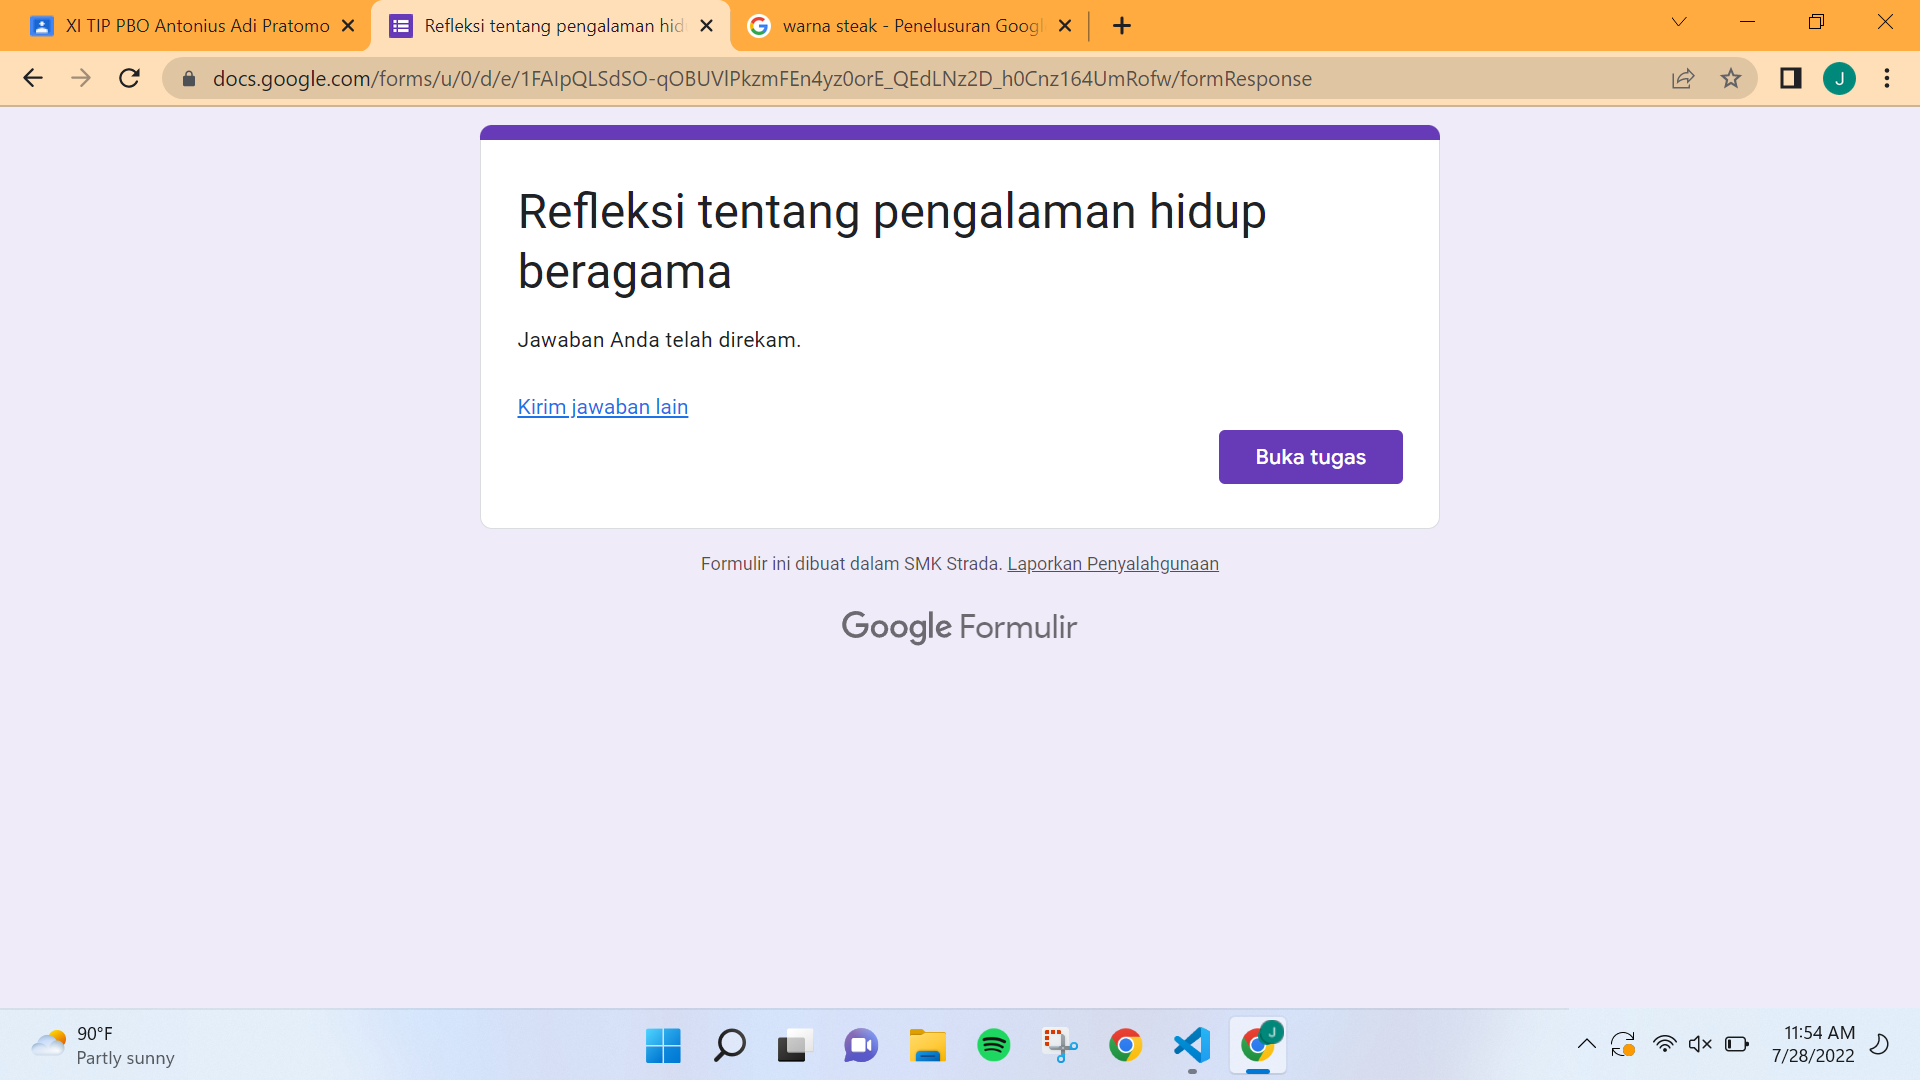 XI TIP PBO Antonius Adi Pratomo
Refleksi tentang pengalaman hid
warna steak - Penelusuran Googl
docs.google.com/forms/u/0/d/e/1FAIpQLSdSO-qOBUVlPkzmFEn4yz0orE_QEdLNz2D_h0Cnz164UmRofw/formResponse
J
Refleksi tentang pengalaman hidup
beragama
Jawaban Anda telah direkam.
Kirim jawaban lain
Buka tugas
Formulir ini dibuat dalam SMK Strada. Laporkan Penyalahgunaan
Google Formulir
90°F
Partly sunny
J
11:54 AM
7/28/2022